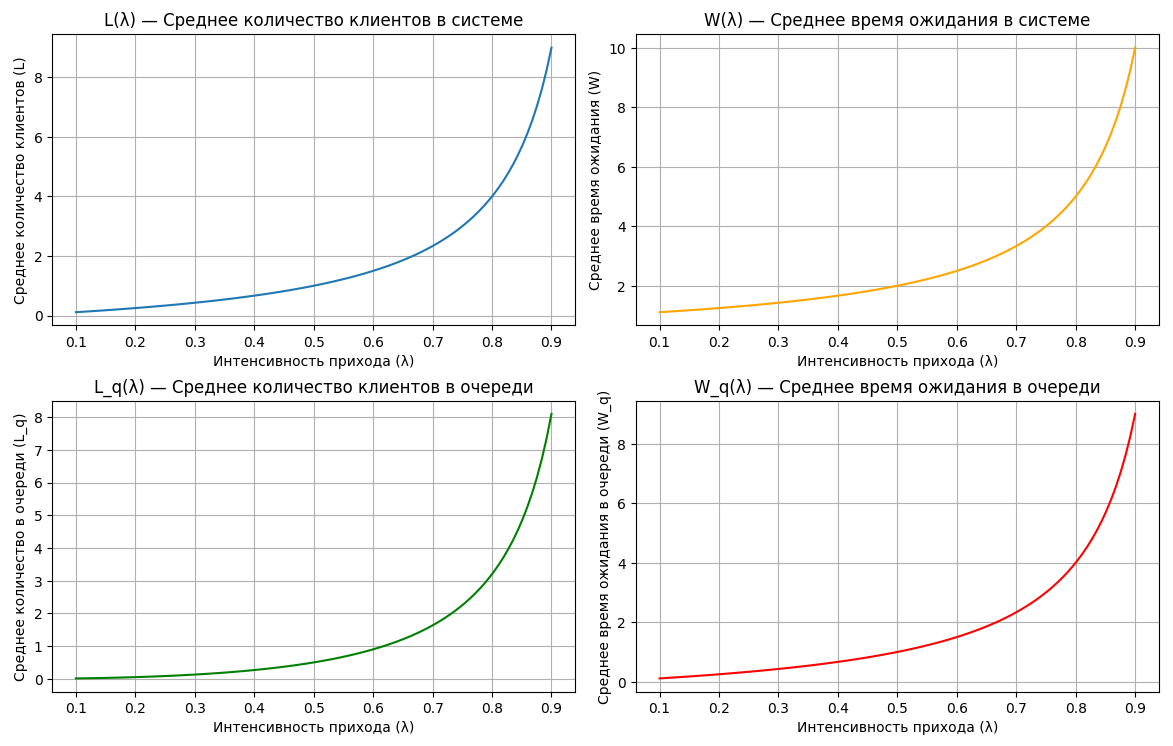 L(λ) — Среднее количество клиентов в системе
Среднее количество клиентов (L)
8
6
4
2
0
0.1 0.2 0.3 0.4 0.5 0.6 0.7 0.8 0.9
Интенсивность прихода (λ)
W(λ) — Среднее время ожидания в системе
Среднее время ожидания (W)
10
8
6
4
2
0.1 0.2 0.3 0.4 0.5 0.6 0.7 0.8 0.9
Интенсивность прихода (λ)
L_q(λ) — Среднее количество клиентов в очереди
Среднее количество в очереди (L_q)
8
7
6
5
4
3
2
1
0
0.1 0.2 0.3 0.4 0.5 0.6 0.7 0.8 0.9
Интенсивность прихода (λ)
W_q(λ) — Среднее время ожидания в очереди
Среднее время ожидания в очереди (W_q)
8
6
4
2
0
0.1 0.2 0.3 0.4 0.5 0.6 0.7 0.8 0.9
Интенсивность прихода (λ)